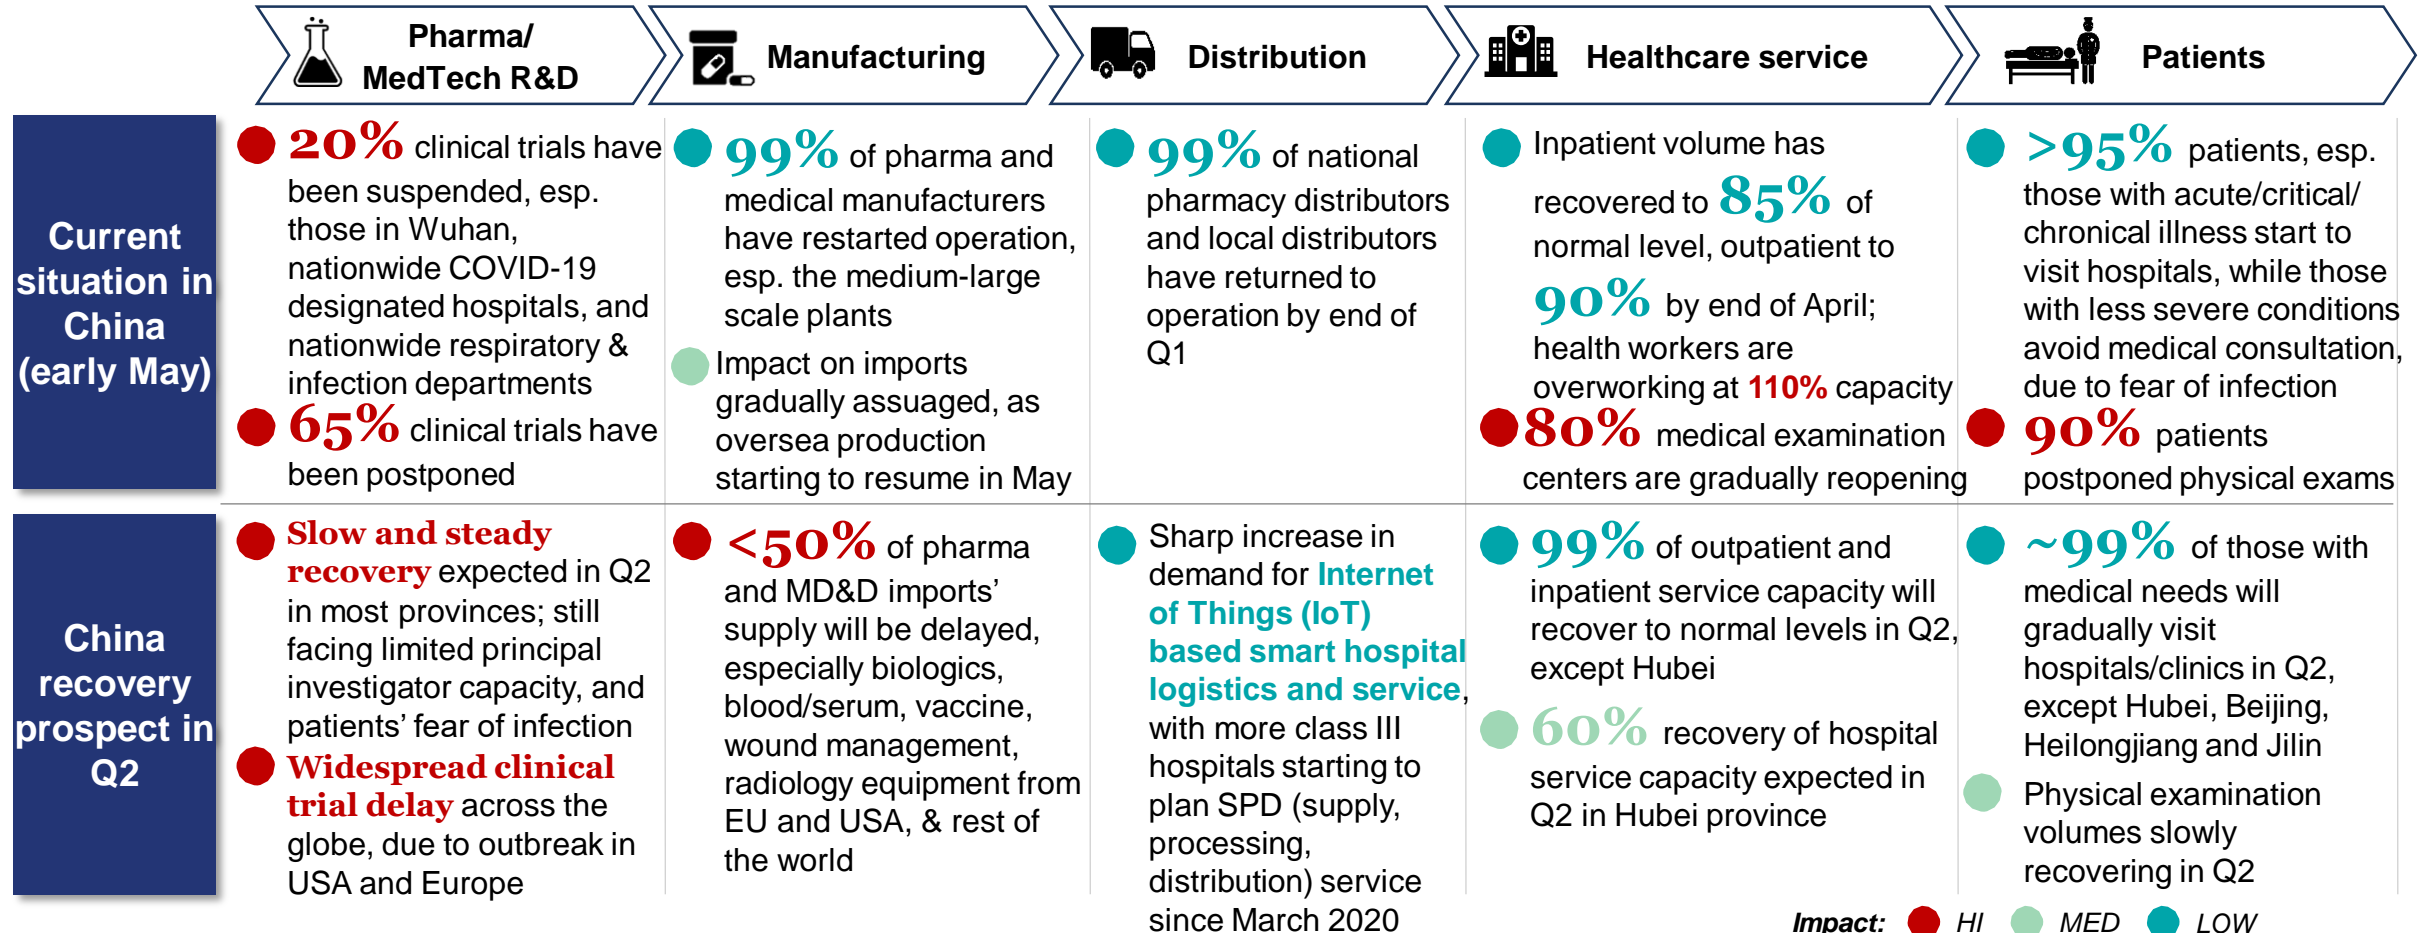 Pharma/
MedTech R&D
Manufacturing
Distribution
Healthcare service
Patients
Current
situation in
China
(early May)
20% clinical trials have
been suspended, esp.
those in Wuhan,
nationwide COVID-19
designated hospitals, and
nationwide respiratory &
infection departments
65% clinical trials have
been postponed
99% of pharma and
medical manufacturers
have restarted operation,
esp. the medium-large
scale plants
Impact on imports
gradually assuaged, as
oversea production
starting to resume in May
99% of national
pharmacy distributors
and local distributors
have returned to
operation by end of
Q1
Inpatient volume has
recovered to 85% of
normal level, outpatient to
90% by end of April;
health workers are
overworking at 110% capacity
80% medical examination
centers are gradually reopening
>95% patients, esp.
those with acute/critical/
chronical illness start to
visit hospitals, while those
with less severe conditions
avoid medical consultation,
due to fear of infection
90% patients
postponed physical exams
China
recovery
prospect in
Q2
Slow and steady
recovery expected in Q2
in most provinces; still
facing limited principal
investigator capacity, and
patients' fear of infection
Widespread clinical
trial delay across the
globe, due to outbreak in
USA and Europe
<50% of pharma
and MD&D imports'
supply will be delayed,
especially biologics,
blood/serum, vaccine,
wound management,
radiology equipment from
EU and USA, & rest of
the world
Sharp increase in
demand for Internet
of Things (IoT)
based smart hospital
logistics and service,
with more class III
hospitals starting to
plan SPD (supply,
processing,
distribution) service
since March 2020
99% of outpatient and
inpatient service capacity will
recover to normal levels in Q2,
except Hubei
60% recovery of hospital
service capacity expected in
Q2 in Hubei province
~99% of those with
medical needs will
gradually visit
hospitals/clinics in Q2,
except Hubei, Beijing,
Heilongjiang and Jilin
Physical examination
volumes slowly
recovering in Q2
Impact: HI MED LOW